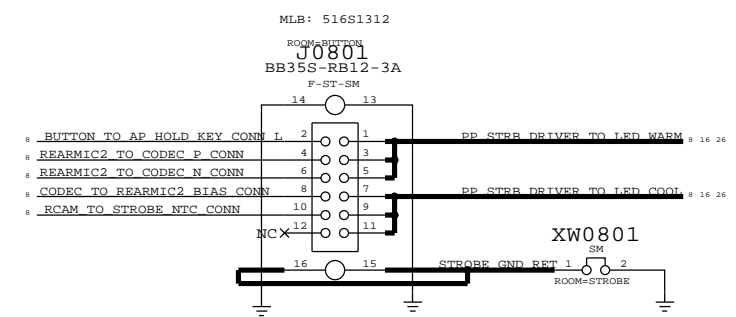 MLB: 516S1312
ROOM=BUTTON
J0801
BB35S-RB12-3A
F-ST-SM
14 13
8 BUTTON_TO_AP_HOLD_KEY_CONN_L 2 1 PP_STRB_DRIVER_TO_LED_WARM 8 16 26
8 REARMIC2_TO_CODEC_P_CONN 4 3
8 REARMIC2_TO_CODEC_N_CONN 6 5
8 CODEC_TO_REARMIC2_BIAS_CONN 8 7 PP_STRB_DRIVER_TO_LED_COOL 8 16 26
8 RCAM_TO_STROBE_NTC_CONN 10 9
NC 12 11
XW0801
SM
16 15 STROBE_GND_RET 1 2
ROOM=STROBE